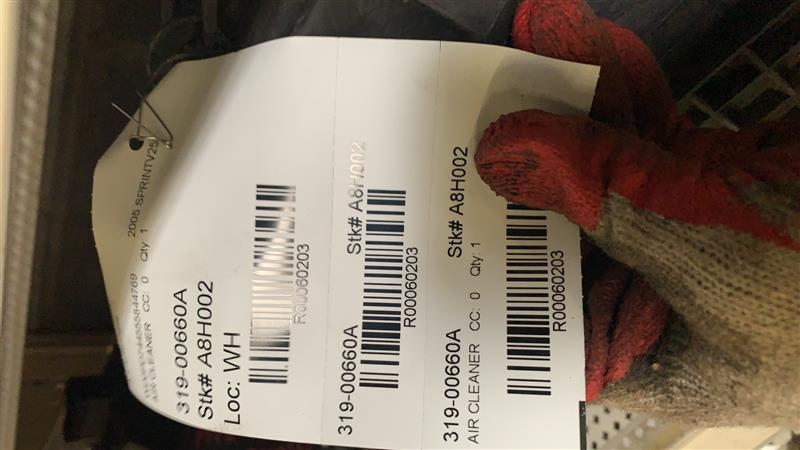 2005 SPRINTV25
AIR CLEANER CC: 0 Qty: 1
319-00660A
Stk# A8H002
Loc: WH
R00060203
319-00660A Stk# A8H002
R00060203
319-00660A Stk# A8H002
AIR CLEANER CC: 0 Qty: 1
R00060203